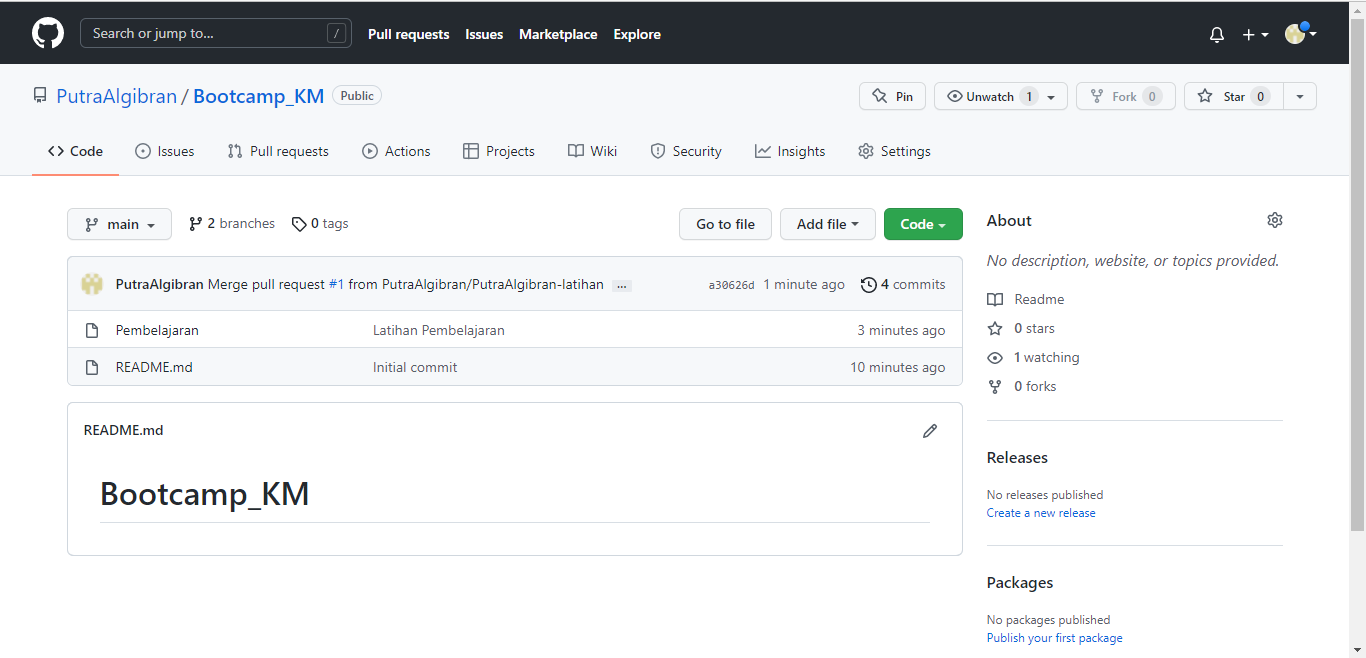 Search or jump to... /
Pull requests Issues Marketplace Explore
PutraAlgibran / Bootcamp_KM Public
Pin Unwatch 1 Fork 0 Star 0
Code Issues Pull requests Actions Projects Wiki Security Insights Settings
main 2 branches 0 tags Go to file Add file Code
PutraAlgibran Merge pull request #1 from PutraAlgibran/PutraAlgibran-latihan ... a30626d 1 minute ago 4 commits
Pembelajaran Latihan Pembelajaran 3 minutes ago
README.md Initial commit 10 minutes ago
README.md
Bootcamp_KM
About
No description, website, or topics provided.
Readme
0 stars
1 watching
0 forks
Releases
No releases published
Create a new release
Packages
No packages published
Publish your first package